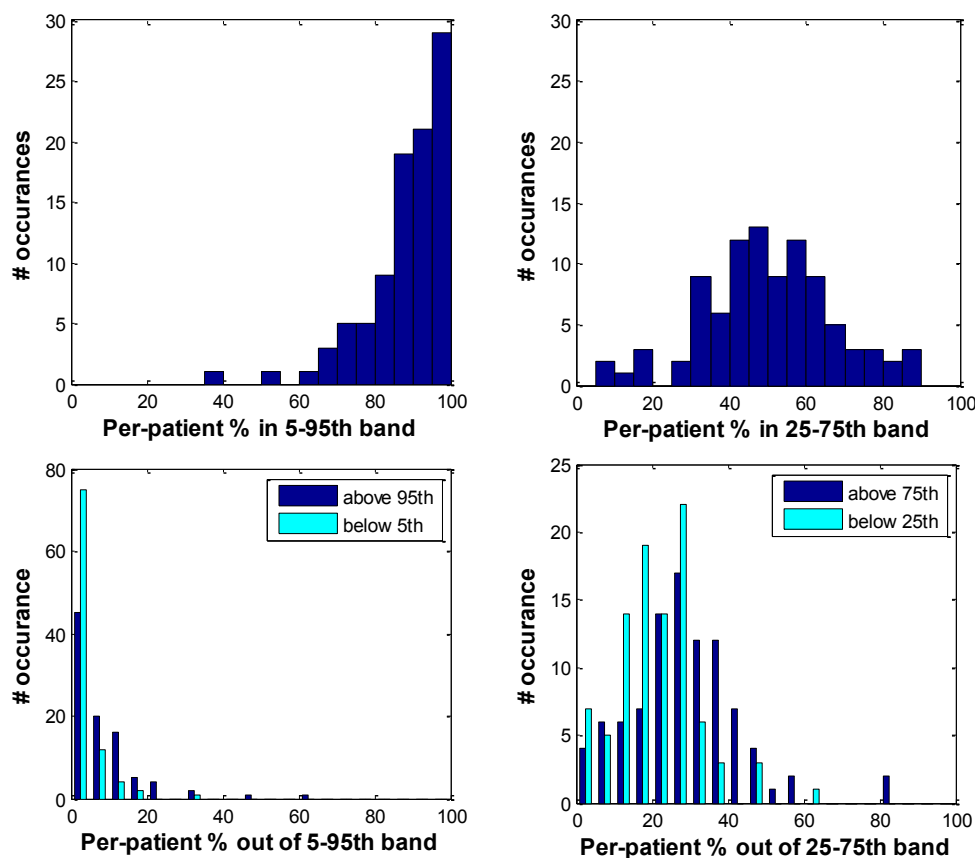 30
25
20
15
10
5
0
# occurances
0 20 40 60 80 100
Per-patient % in 5-95th band
30
25
20
15
10
5
0
# occurances
0 20 40 60 80 100
Per-patient % in 25-75th band
80
60
40
20
0
# occurance
above 95th
below 5th
0 20 40 60 80 100
Per-patient % out of 5-95th band
25
20
15
10
5
0
# occurance
above 75th
below 25th
0 20 40 60 80 100
Per-patient % out of 25-75th band